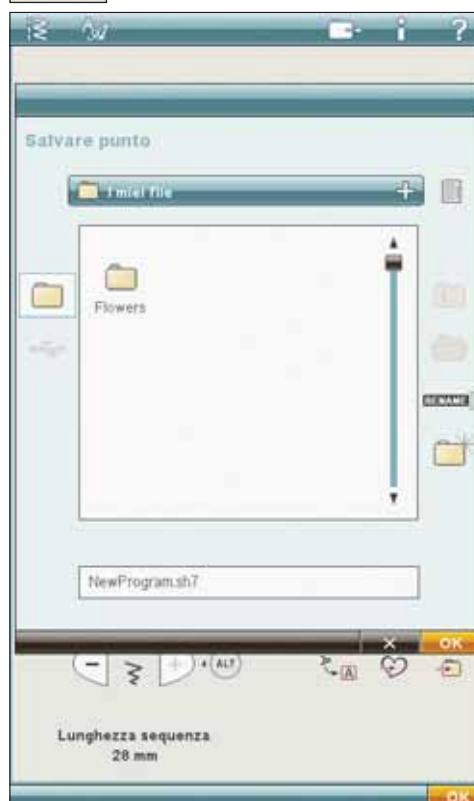 ?
Salvare punto
I miei file
Flowers
RENAME
NewProgram.sh7
OK
ALT
A
Lunghezza sequenza
28 mm
OK